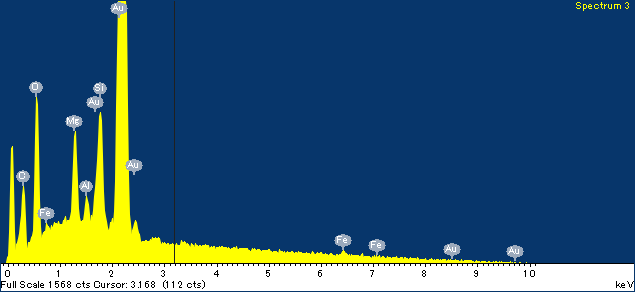 Spectrum 3
Au
Si
O
Au
Mg
Au
C
Al
Fe
Fe
Fe
Au
Au
0 1 2 3 4 5 6 7 8 9 10
Full Scale 1568 cts Cursor: 3.168 (112 cts) keV